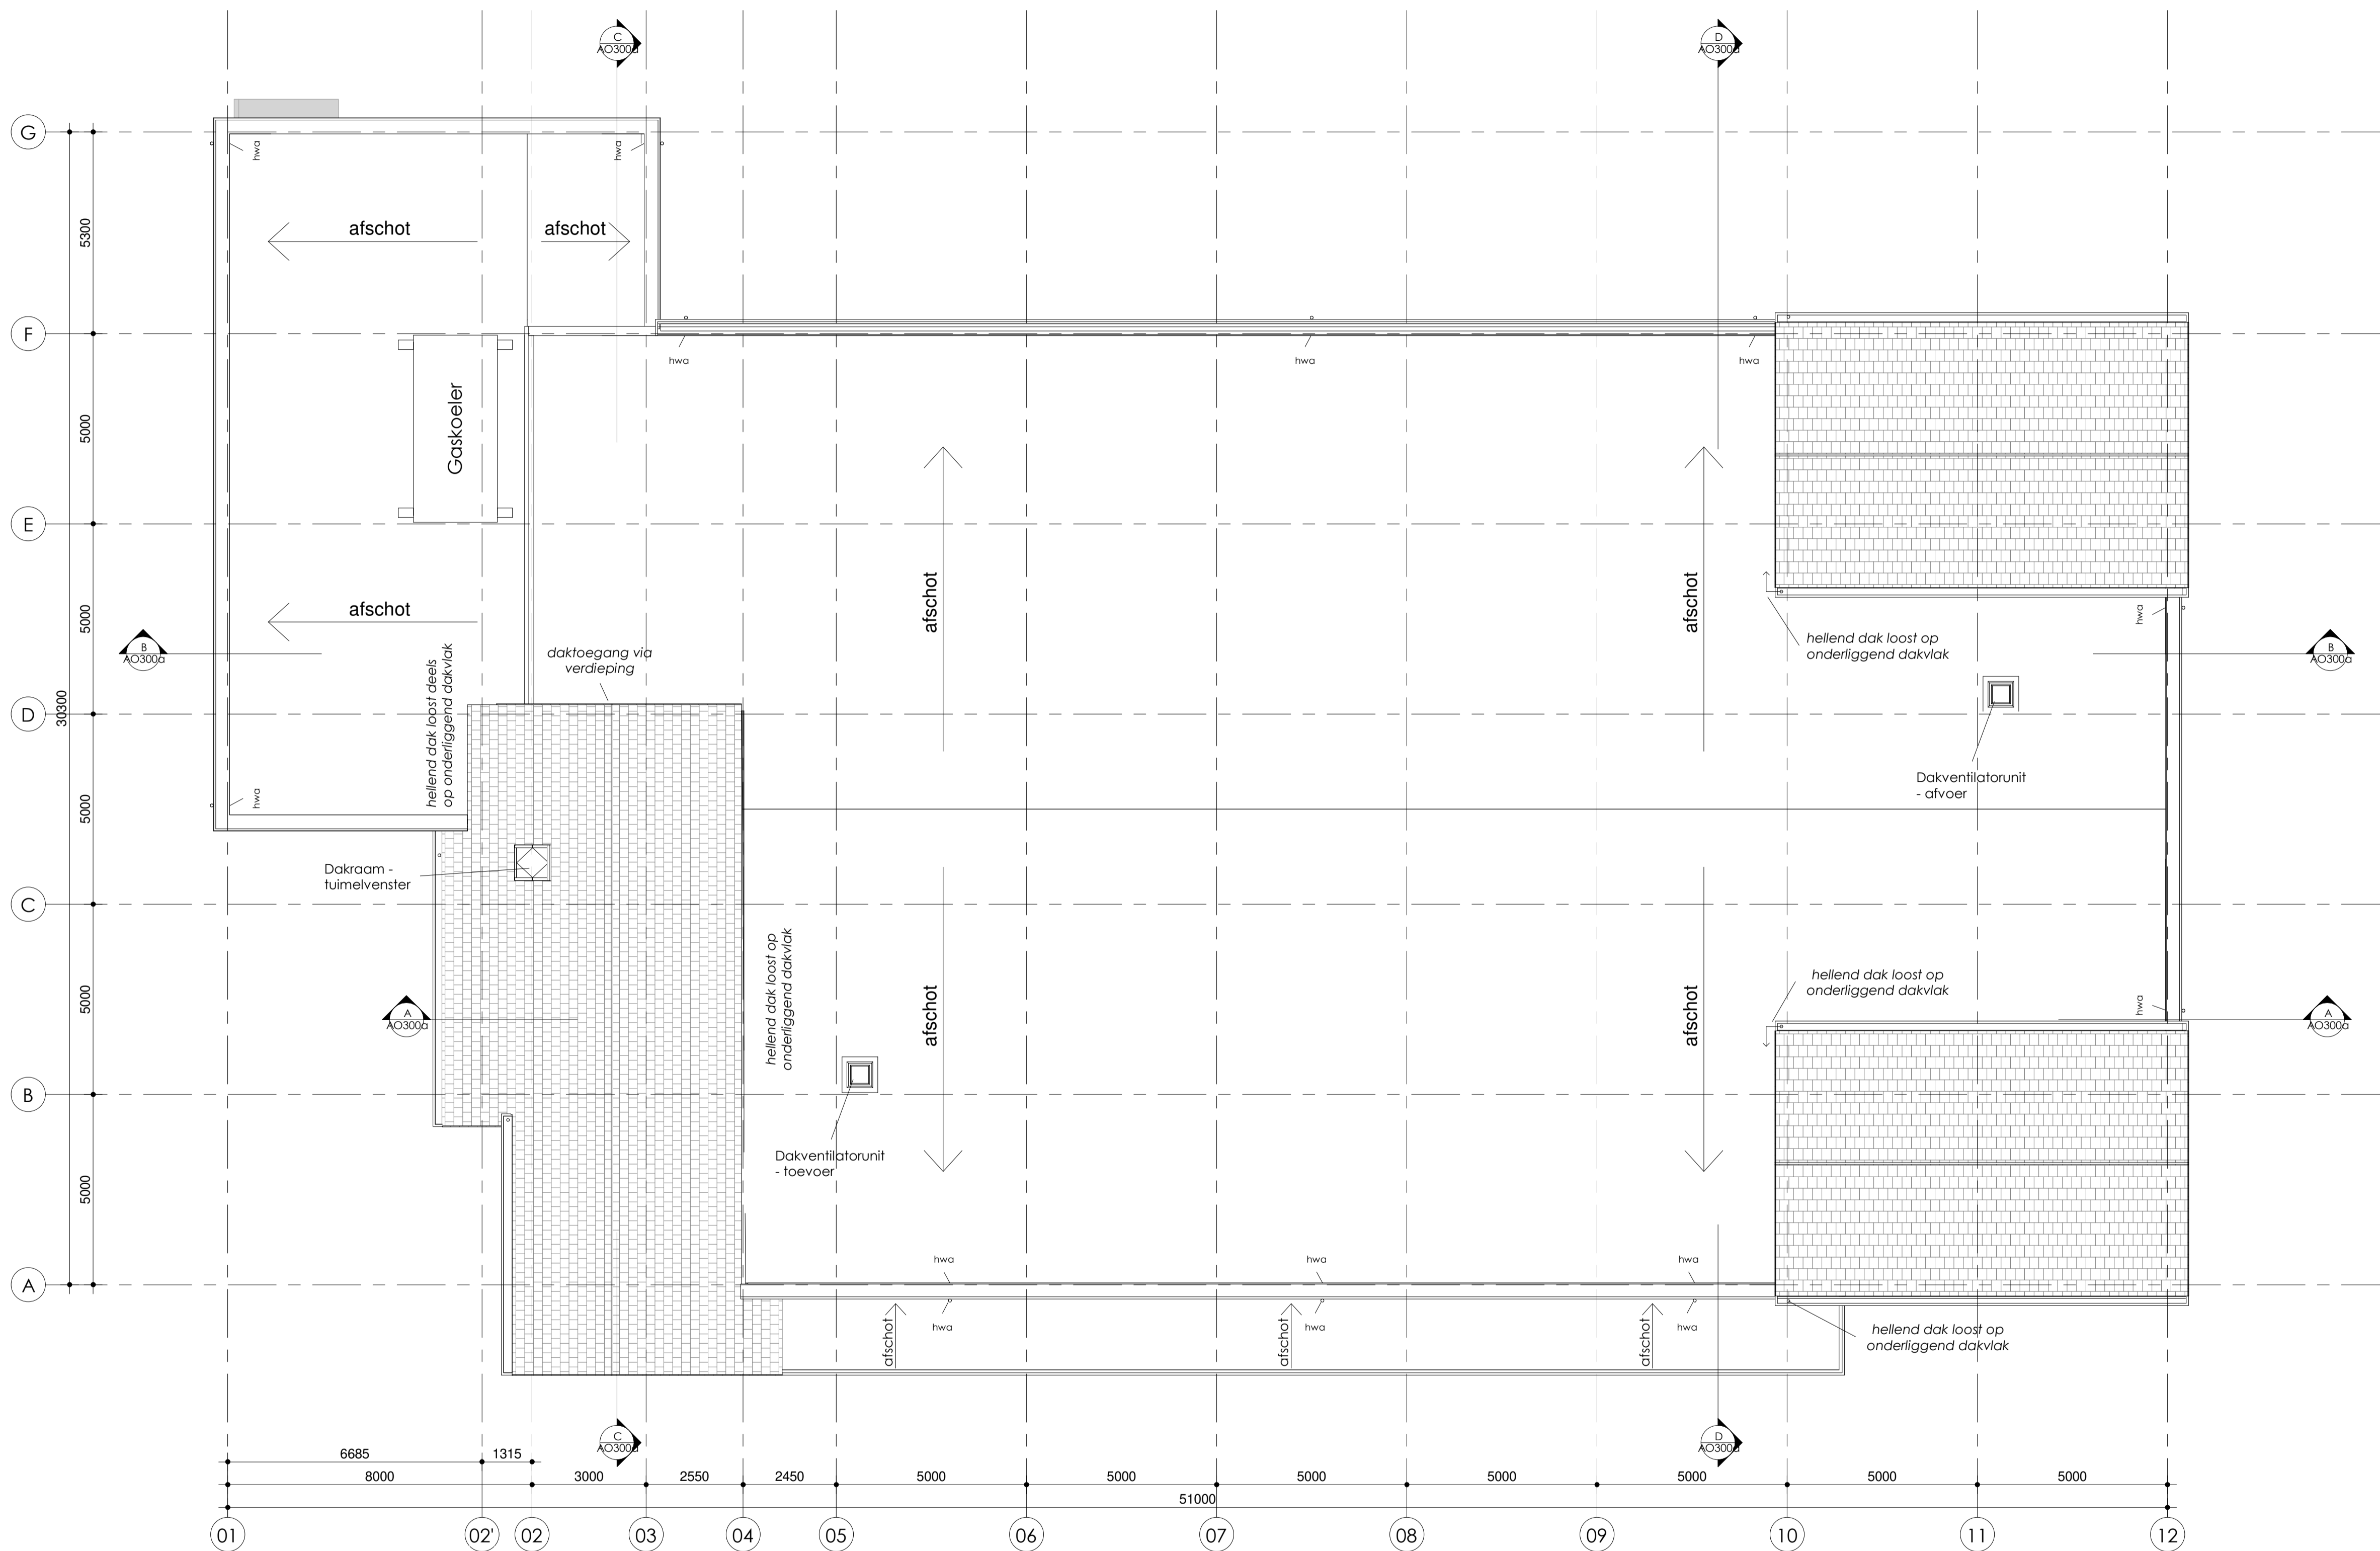 C
AO300a
D
AO300a
G
hwa
hwa
5300
afschot
afschot
F
hwa
hwa
hwa
5000
Gaskoeler
E
5000
afschot
afschot
afschot
hwa
hellend dak loost op
onderliggend dakvlak
B
AO300a
daktoegang via
verdieping
B
AO300a
hellend dak loost deels
op onderliggend dakvlak
D
30300
Dakventilatorunit
- afvoer
5000
hwa
Dakraam -
tuimelvenster
C
hellend dak loost op
onderliggend dakvlak
5000
hellend dak loost op
onderliggend dakvlak
afschot
afschot
hwa
A
AO300a
A
AO300a
B
Dakventilatorunit
- toevoer
5000
hwa
hwa
hwa
A
afschot
hwa
afschot
hwa
afschot
hwa
hellend dak loost op
onderliggend dakvlak
C
AO300a
D
AO300a
6685
1315
8000
3000
2550
2450
5000
5000
5000
5000
5000
5000
5000
51000
01
02'
02
03
04
05
06
07
08
09
10
11
12